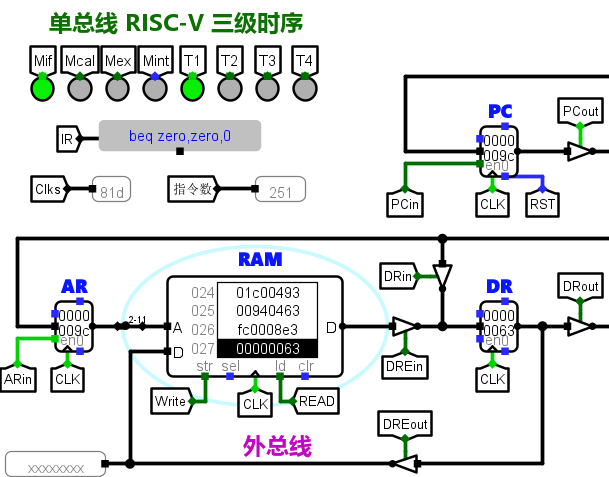 单总线 RISC-V 三级时序
Mif Mcal Mex Mint T1 T2 T3 T4
IR beq zero,zero,0
Clks 81d 指令数 251
PC
0000
009c
en0
PCout
PCin CLK RST
AR
0000
009c
en0
ARin CLK
2-11
RAM
024 01c00493
025 00940463
026 fc0008e3
027 00000063
A D D
str sel ld clr
Write CLK READ
DRin
DREin
DR
0000
0063
en0
DRout
CLK
DREout
外总线
xxxxxxxx